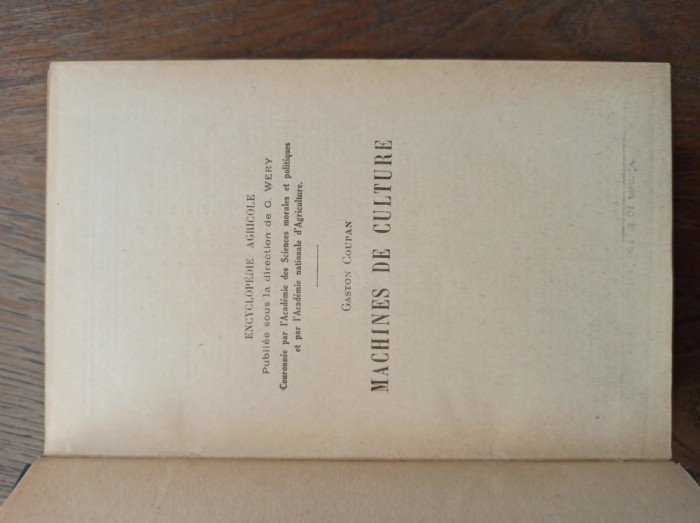 ENCYCLOPÉDIE AGRICOLE
Publiée sous la direction de G. WERY
Couronnée par l'Académie des Sciences morales et politiques
et par l'Académie nationale d'Agriculture.
GASTON COUPAN
MACHINES DE CULTURE